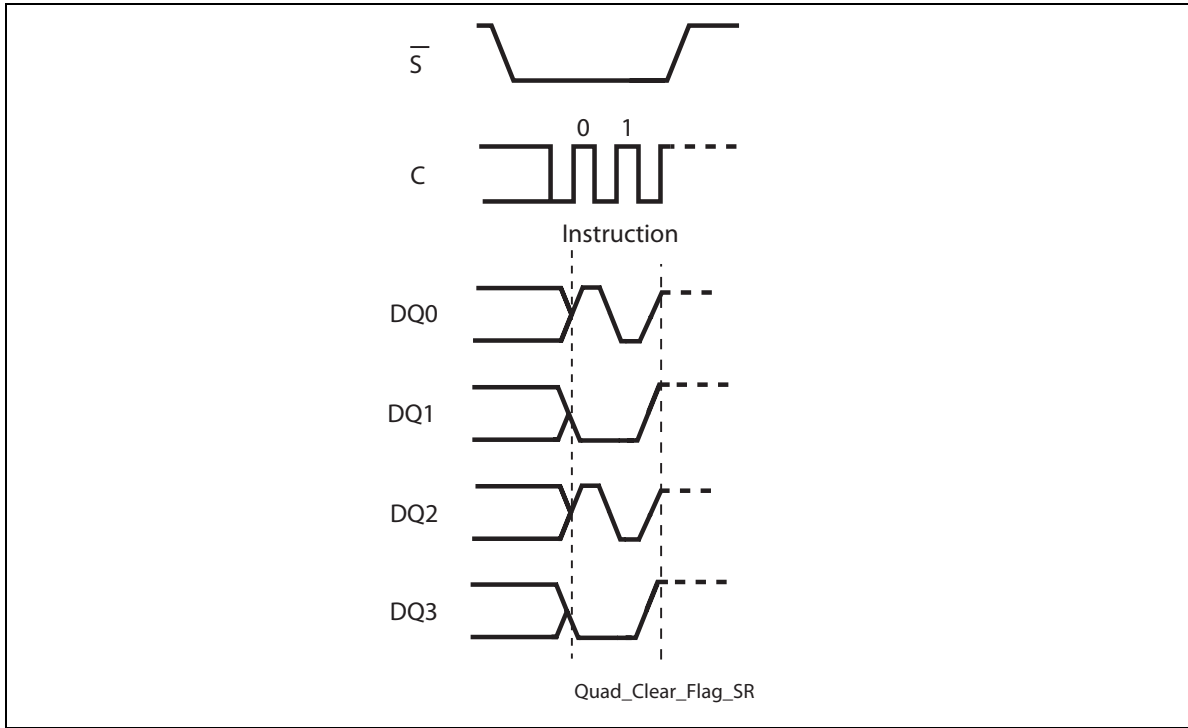 S̅
0 1
C
Instruction
DQ0
DQ1
DQ2
DQ3
Quad_Clear_Flag_SR